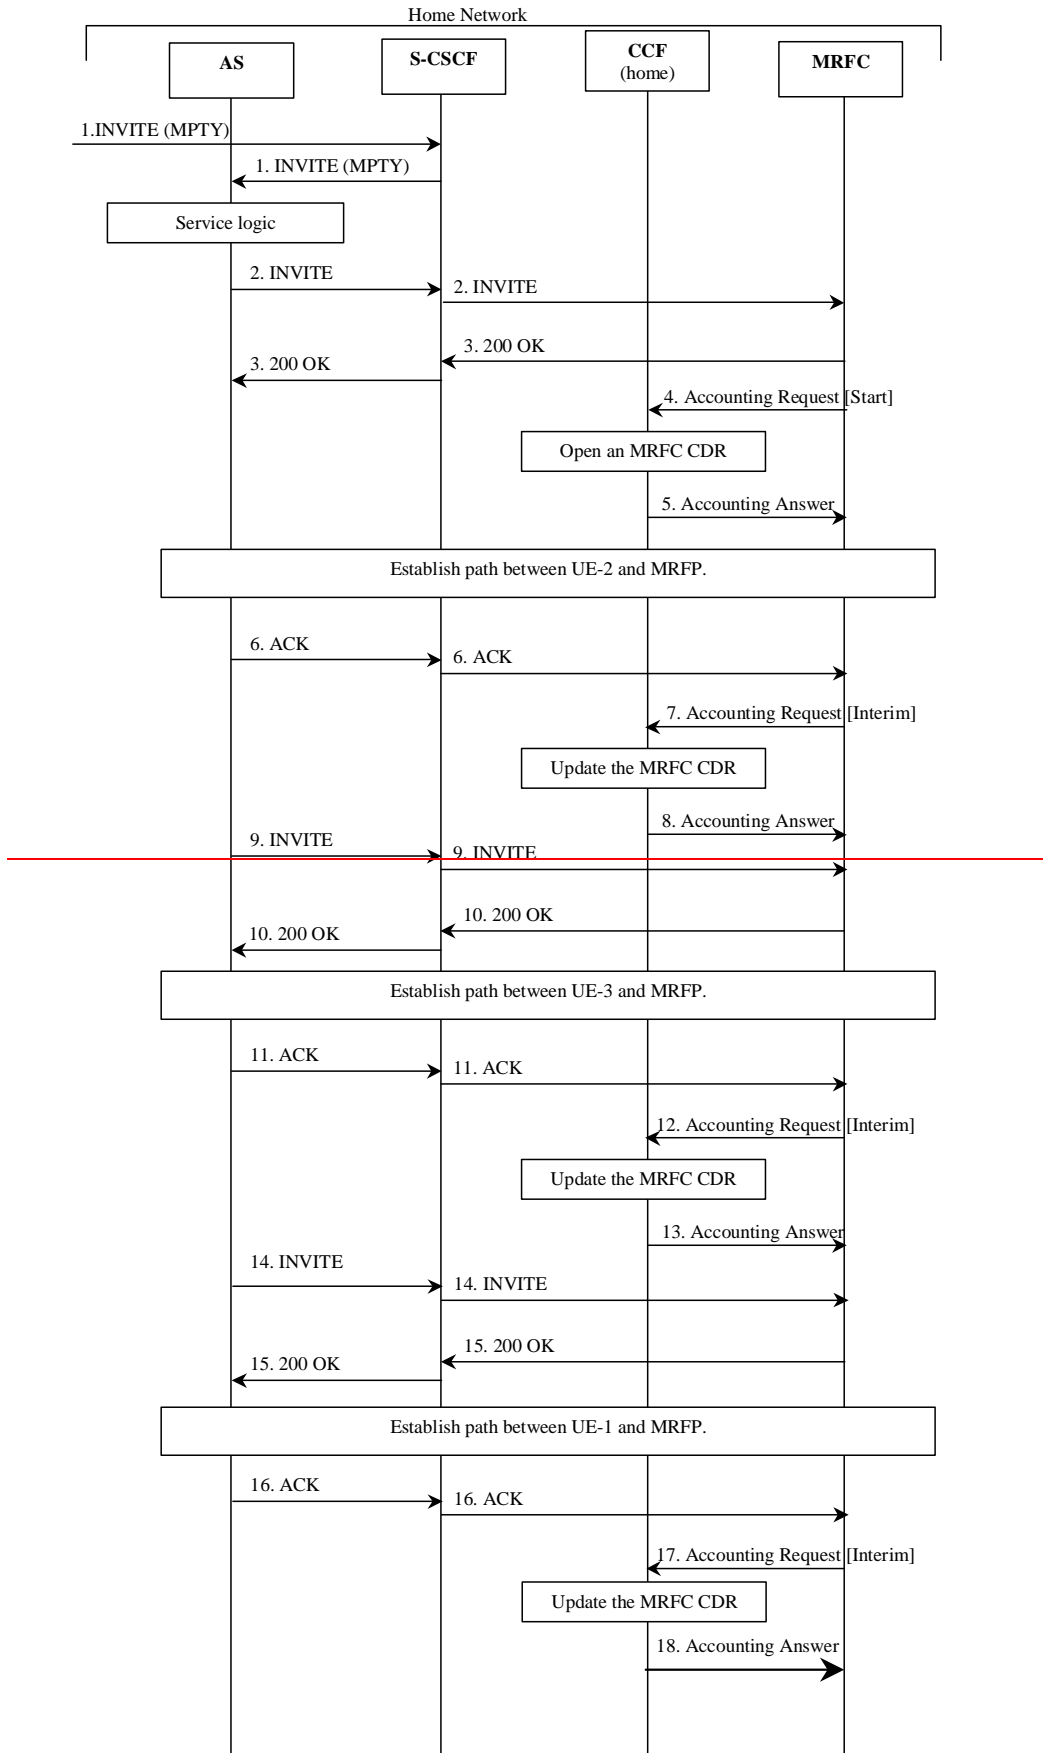 Home Network
AS
S-CSCF
CCF
(home)
MRFC
1.INVITE (MPTY)
1. INVITE (MPTY)
Service logic
2. INVITE
2. INVITE
3. 200 OK
3. 200 OK
4. Accounting Request [Start]
Open an MRFC CDR
5. Accounting Answer
Establish path between UE-2 and MRFP.
6. ACK
6. ACK
7. Accounting Request [Interim]
Update the MRFC CDR
8. Accounting Answer
9. INVITE
9. INVITE
10. 200 OK
10. 200 OK
Establish path between UE-3 and MRFP.
11. ACK
11. ACK
12. Accounting Request [Interim]
Update the MRFC CDR
13. Accounting Answer
14. INVITE
14. INVITE
15. 200 OK
15. 200 OK
Establish path between UE-1 and MRFP.
16. ACK
16. ACK
17. Accounting Request [Interim]
Update the MRFC CDR
18. Accounting Answer